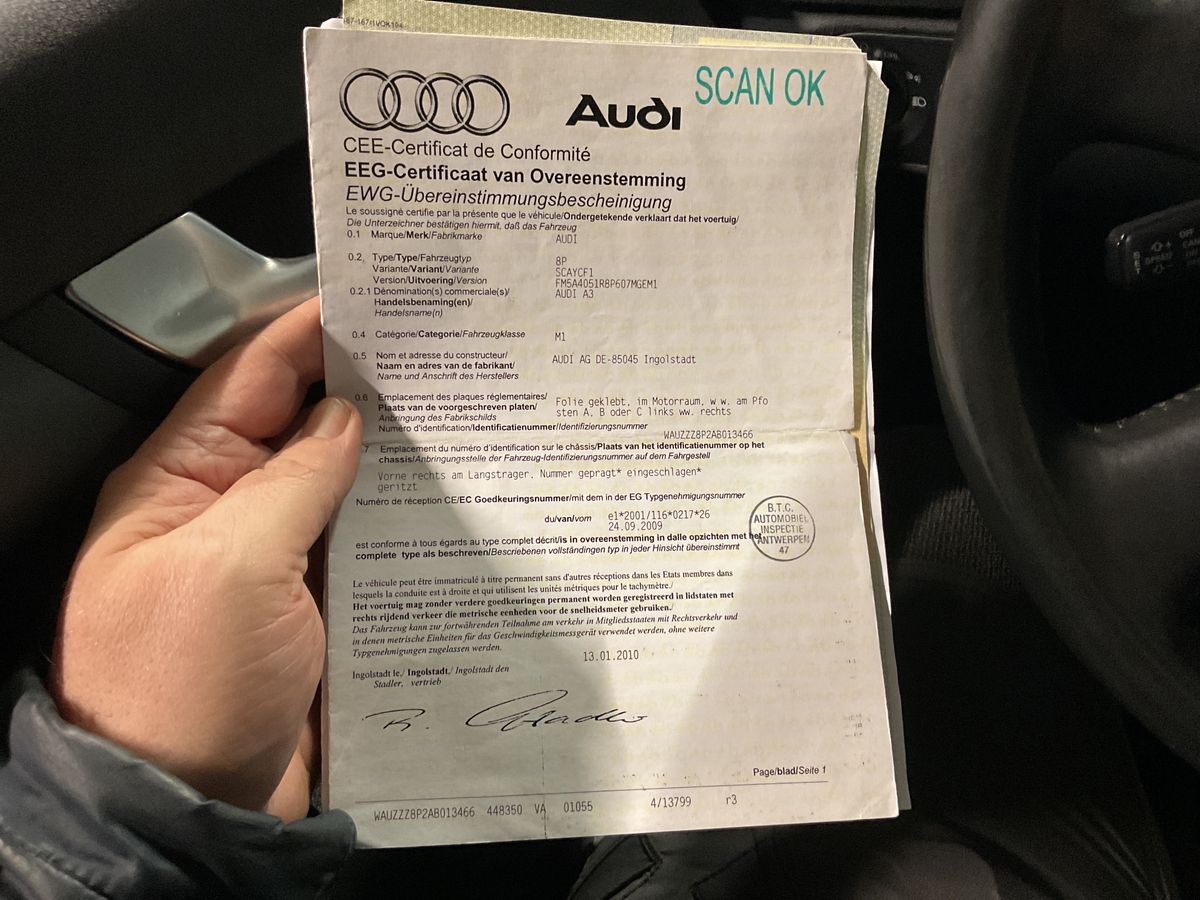 SCAN OK
Audi
CEE-Certificat de Conformité
EEG-Certificaat van Overeenstemming
EWG-Übereinstimmungsbescheinigung
Le soussigné certifie par la présente que le véhicule/Ondergetekende verklaart dat het voertuig/
Die Unterzeichner bestätigen hiermit, daß das Fahrzeug
0.1 Marque/Merk/Fabrikmarke AUDI
0.2. Type/Type/Fahrzeugtyp 8P
Variante/Variant/Variante SCAYCF1
Version/Uitvoering/Version FM5A4051R8P607MGEM1
0.2.1 Dénomination(s) commerciale(s)/ AUDI A3
Handelsbenaming(en)/
Handelsname(n)
0.4 Catégorie/Categorie/Fahrzeugklasse M1
0.5 Nom et adresse du constructeur/ AUDI AG DE-85045 Ingolstadt
Naam en adres van de fabrikant/
Name und Anschrift des Herstellers
0.6 Emplacement des plaques réglementaires/ Folie geklebt, im Motorraum, w w. am Pfo
Plaats van de voorgeschreven platen/ sten A, B oder C links ww. rechts
Anbringung des Fabrikschilds
Numéro d'identification/Identificatienummer/Identifizierungsnummer WAUZZZ8P2AB013466
7 Emplacement du numéro d'identification sur le châssis/Plaats van het identificatienummer op het
chassis/Anbringungsstelle der Fahrzeug-Identifizierungsnummer auf dem Fahrgestell
Vorne rechts am Langstrager, Nummer gepragt* eingeschlagen*
geritzt
Numéro de réception CE/EC Goedkeuringsnummer/mit dem in der EG Typgenehmigungsnummer
du/van/vom e1*2001/116*0217*26
24.09.2009
B.T.C.
AUTOMOBIEL
INSPECTIE
ANTWERPEN
47
est conforme à tous égards au type complet décrit/is in overeenstemming in dalle opzichten met het
complete type als beschreven/Bescriebenen vollständingen typ in jeder Hinsicht übereinstimmt
Le véhicule peut être immatriculé à titre permanent sans d'autres réceptions dans les Etats membres dans
lesquels la conduite est à droite et qui utilisent les unités métriques pour le tachymètre./
Het voertuig mag zonder verdere goedkeuringen permanent worden geregistreerd in lidstaten met
rechts rijdend verkeer die metrische eenheden voor de snelheidsmeter gebruiken./
Das Fahrzeug kann zur fortwährenden Teilnahme am verkehr in Mitgliedsstaaten mit Rechtsverkehr und
in denen metrische Einheiten für das Geschwindigkeitsmessgerät verwendet werden, ohne weitere
Typgenehmigungen zugelassen werden.
13.01.2010
Ingolstadt le./ Ingolstadt,/ Ingolstadt den
Stadler, vertrieb
R. Stadler
Page/blad/Seite 1
WAUZZZ8P2AB013466 448350 VA 01055 4/13799 r3